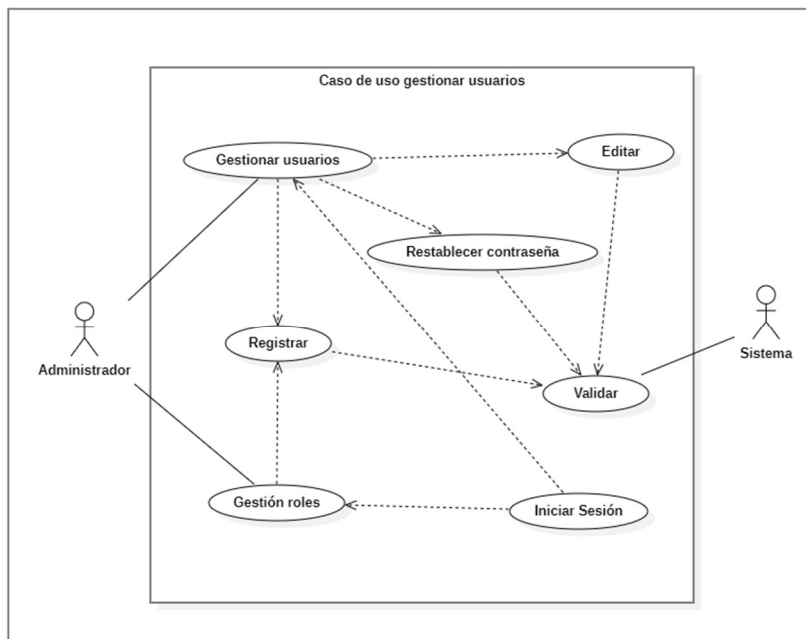 Caso de uso gestionar usuarios
Gestionar usuarios
Editar
Restablecer contraseña
Registrar
Sistema
Administrador
Validar
Gestión roles
Iniciar Sesión